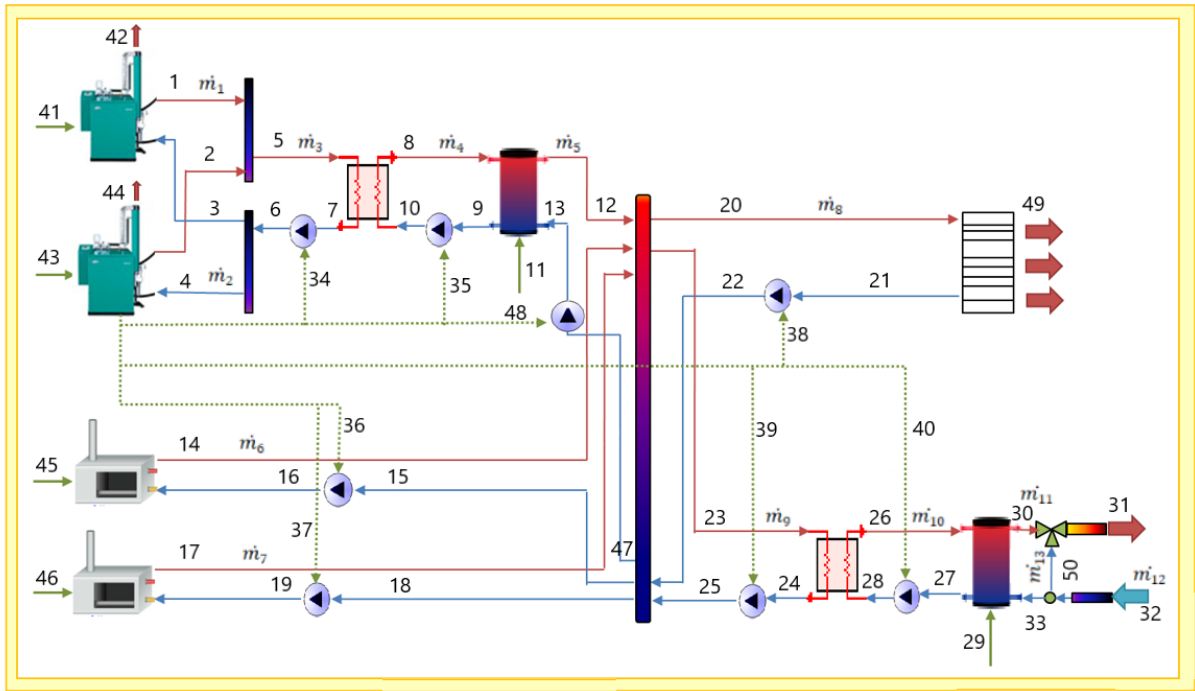 42
1 ṁ₁
41
5 ṁ₃ 8 ṁ₄ ṁ₅
2
44
3 6 7 10 9 13 12 20 ṁ₈ 49
43
4 ṁ₂
34 35 11 22 21
48
38
36 39 40
14 ṁ₆
45 16 15
ṁ₁₁
37 23 ṁ₉ 26 ṁ₁₀ 30 31
17 ṁ₇ 47
46 19 18 25 24 28 27 ṁ₁₃ 50 ṁ₁₂
33 32
29